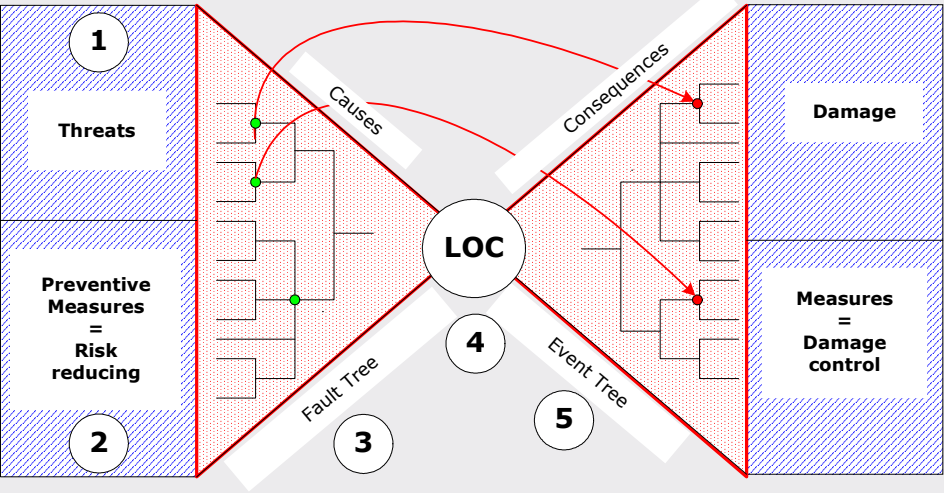 1
Threats
Preventive
Measures
=
Risk
reducing
2
Causes
Fault Tree
3
LOC
4
Consequences
Event Tree
5
Damage
Measures
=
Damage
control